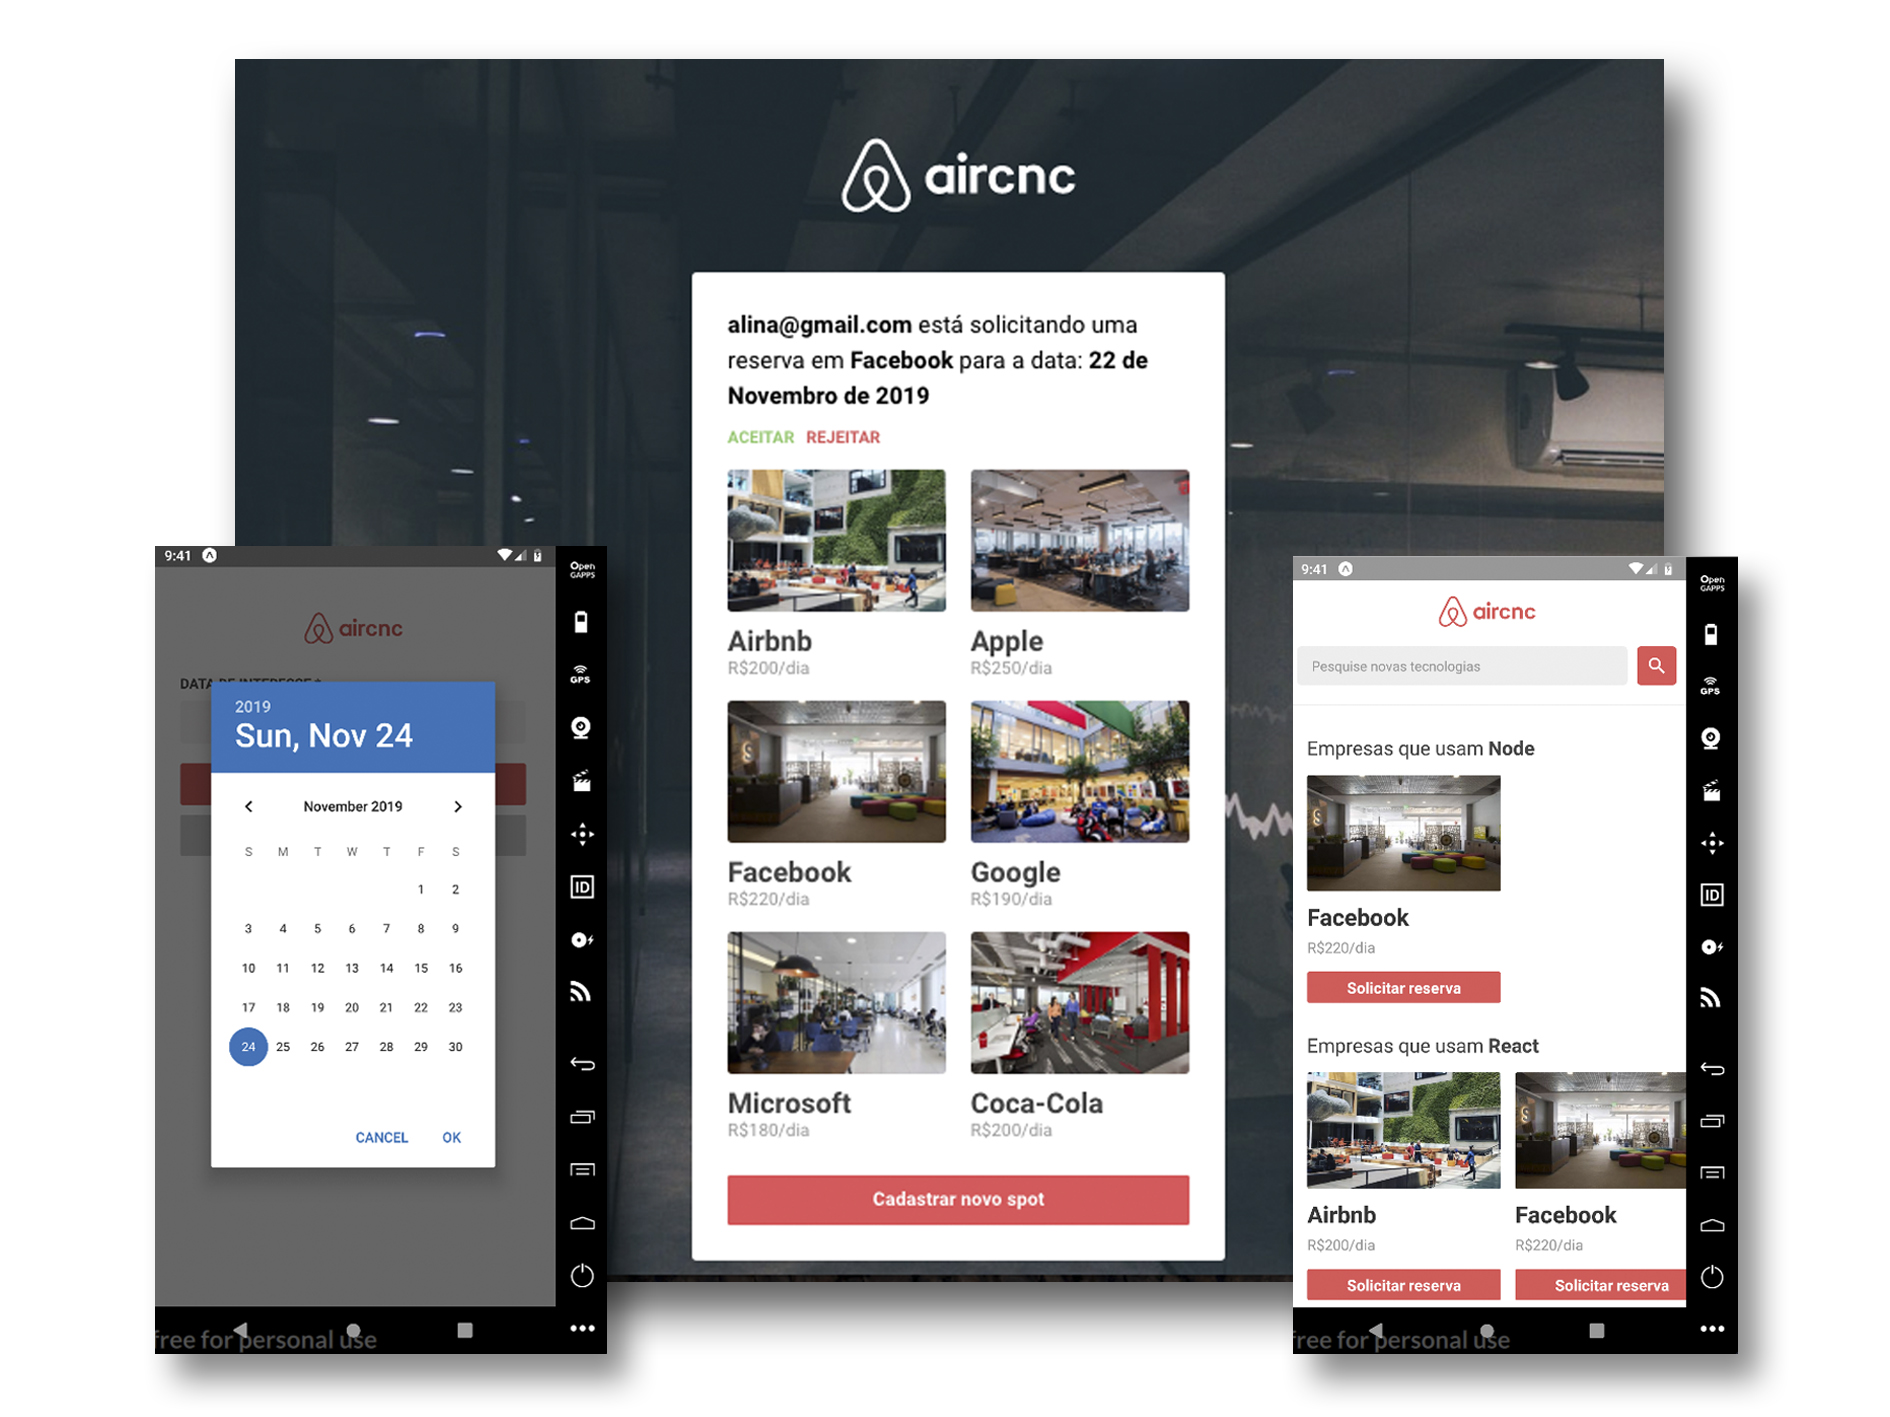 aircnc
alina@gmail.com está solicitando uma
reserva em Facebook para a data: 22 de
Novembro de 2019
ACEITAR REJEITAR
Airbnb
R$200/dia
Apple
R$250/dia
Facebook
R$220/dia
Google
R$190/dia
Microsoft
R$180/dia
Coca-Cola
R$200/dia
Cadastrar novo spot
9:41
Open
GAPPS
aircnc
GPS
DATA DE INTERESSE *
2019
Sun, Nov 24
November 2019
S M T W T F S
1 2
3 4 5 6 7 8 9
10 11 12 13 14 15 16
17 18 19 20 21 22 23
24 25 26 27 28 29 30
ID
CANCEL OK
free for personal use
9:41
Open
GAPPS
aircnc
Pesquise novas tecnologias
GPS
Empresas que usam Node
Facebook
R$220/dia
Solicitar reserva
ID
Empresas que usam React
Airbnb
R$200/dia
Solicitar reserva
Facebook
R$220/dia
Solicitar reserva
free for personal use